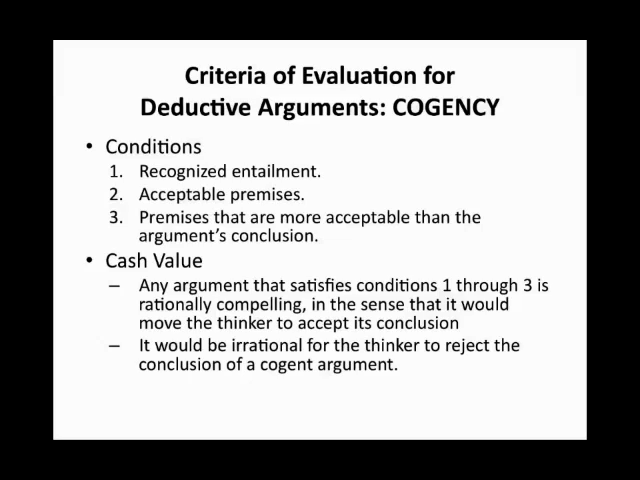 Criteria of Evaluation for
Deductive Arguments: COGENCY
• Conditions
1. Recognized entailment.
2. Acceptable premises.
3. Premises that are more acceptable than the
argument's conclusion.
• Cash Value
– Any argument that satisfies conditions 1 through 3 is
rationally compelling, in the sense that it would
move the thinker to accept its conclusion
– It would be irrational for the thinker to reject the
conclusion of a cogent argument.